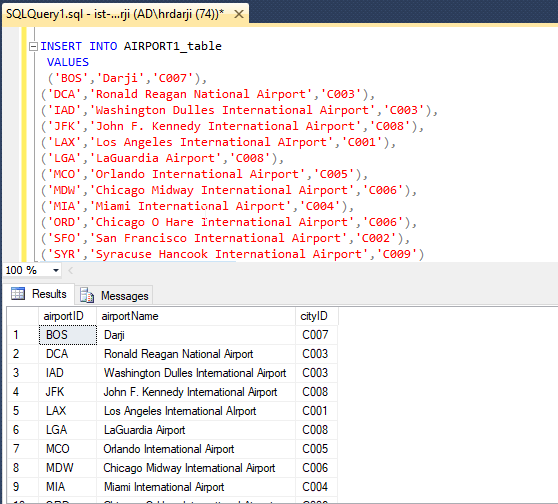 SQLQuery1.sql - ist-...rji (AD\hrdarji (74))* ✕
INSERT INTO AIRPORT1_table
VALUES
('BOS','Darji','C007'),
('DCA','Ronald Reagan National Airport','C003'),
('IAD','Washington Dulles International Airport','C003'),
('JFK','John F. Kennedy International Airport','C008'),
('LAX','Los Angeles International AIrport','C001'),
('LGA','LaGuardia Airport','C008'),
('MCO','Orlando International Airport','C005'),
('MDW','Chicago Midway International Airport','C006'),
('MIA','Miami International Airport','C004'),
('ORD','Chicago O Hare International Airport','C006'),
('SFO','San Francisco International Airport','C002'),
('SYR','Syracuse Hancook International Airport','C009')
100 %
Results Messages
airportID airportName cityID
1 BOS Darji C007
2 DCA Ronald Reagan National Airport C003
3 IAD Washington Dulles International Airport C003
4 JFK John F. Kennedy International Airport C008
5 LAX Los Angeles International AIrport C001
6 LGA LaGuardia Airport C008
7 MCO Orlando International Airport C005
8 MDW Chicago Midway International Airport C006
9 MIA Miami International Airport C004